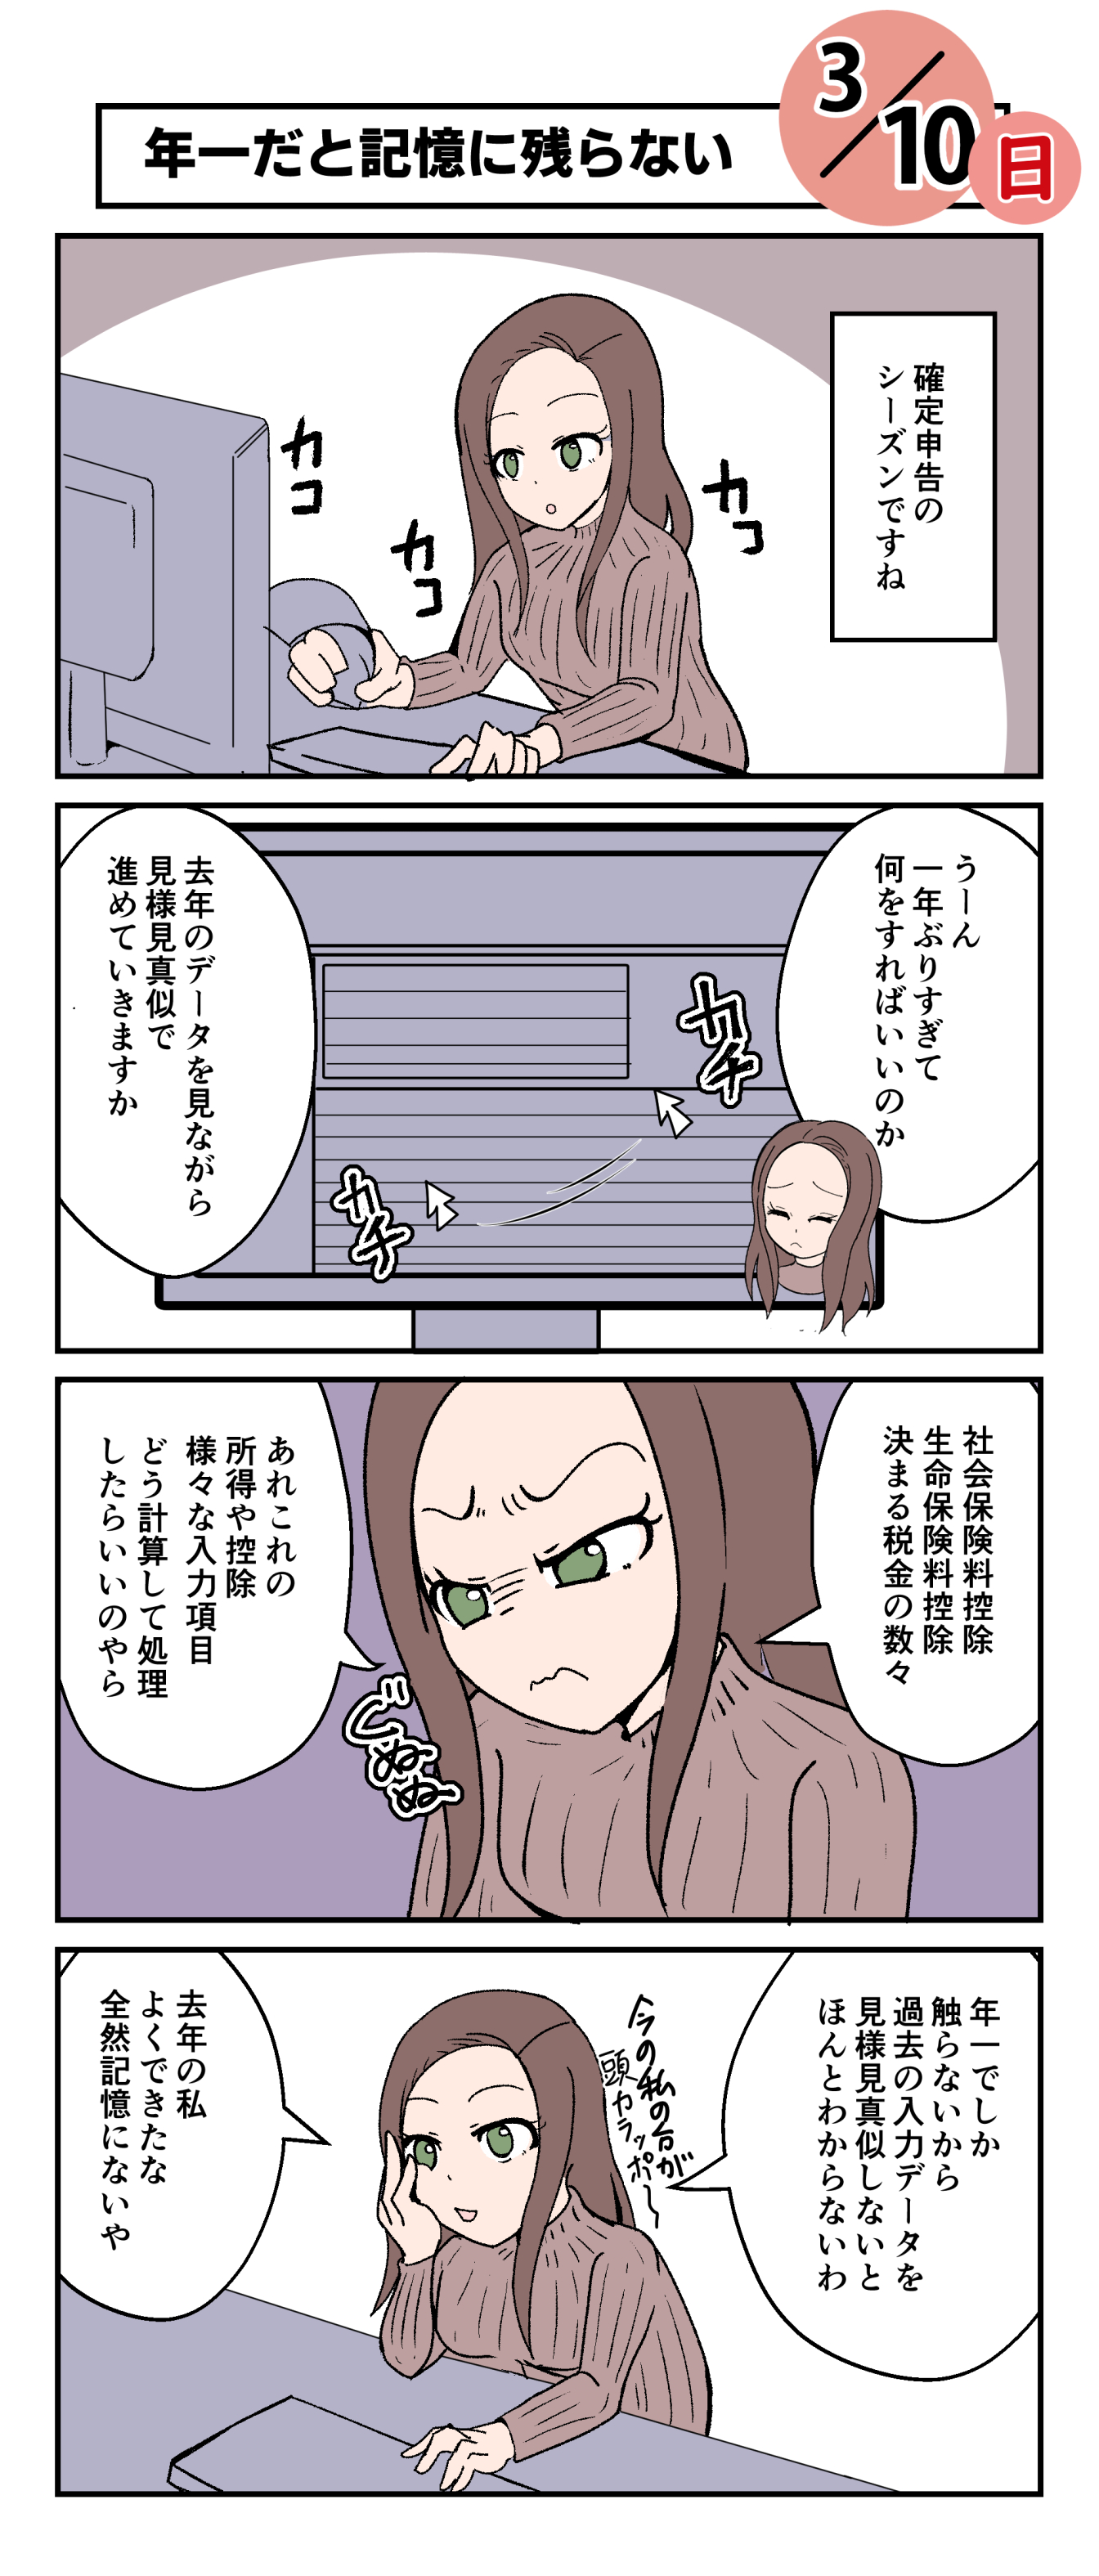 3/10
日
年一だと記憶に残らない
確定申告の
シーズンですね
カコ
カコ
カコ
うーん
一年ぶりすぎて
何をすればいいのか
カチ
カチ
去年のデータを見ながら
見様見真似で
進めていきますか
社会保険料控除
生命保険料控除
決まる税金の数々
あれこれの
所得や控除
様々な入力項目
どう計算して処理
したらいいのやら
ぐぬぬ
年一でしか
触らないから
過去の入力データを
見様見真似しないと
ほんとわからないわ
今の私の方が
頭カラッポ〜
去年の私
よくできたな
全然記憶にないや